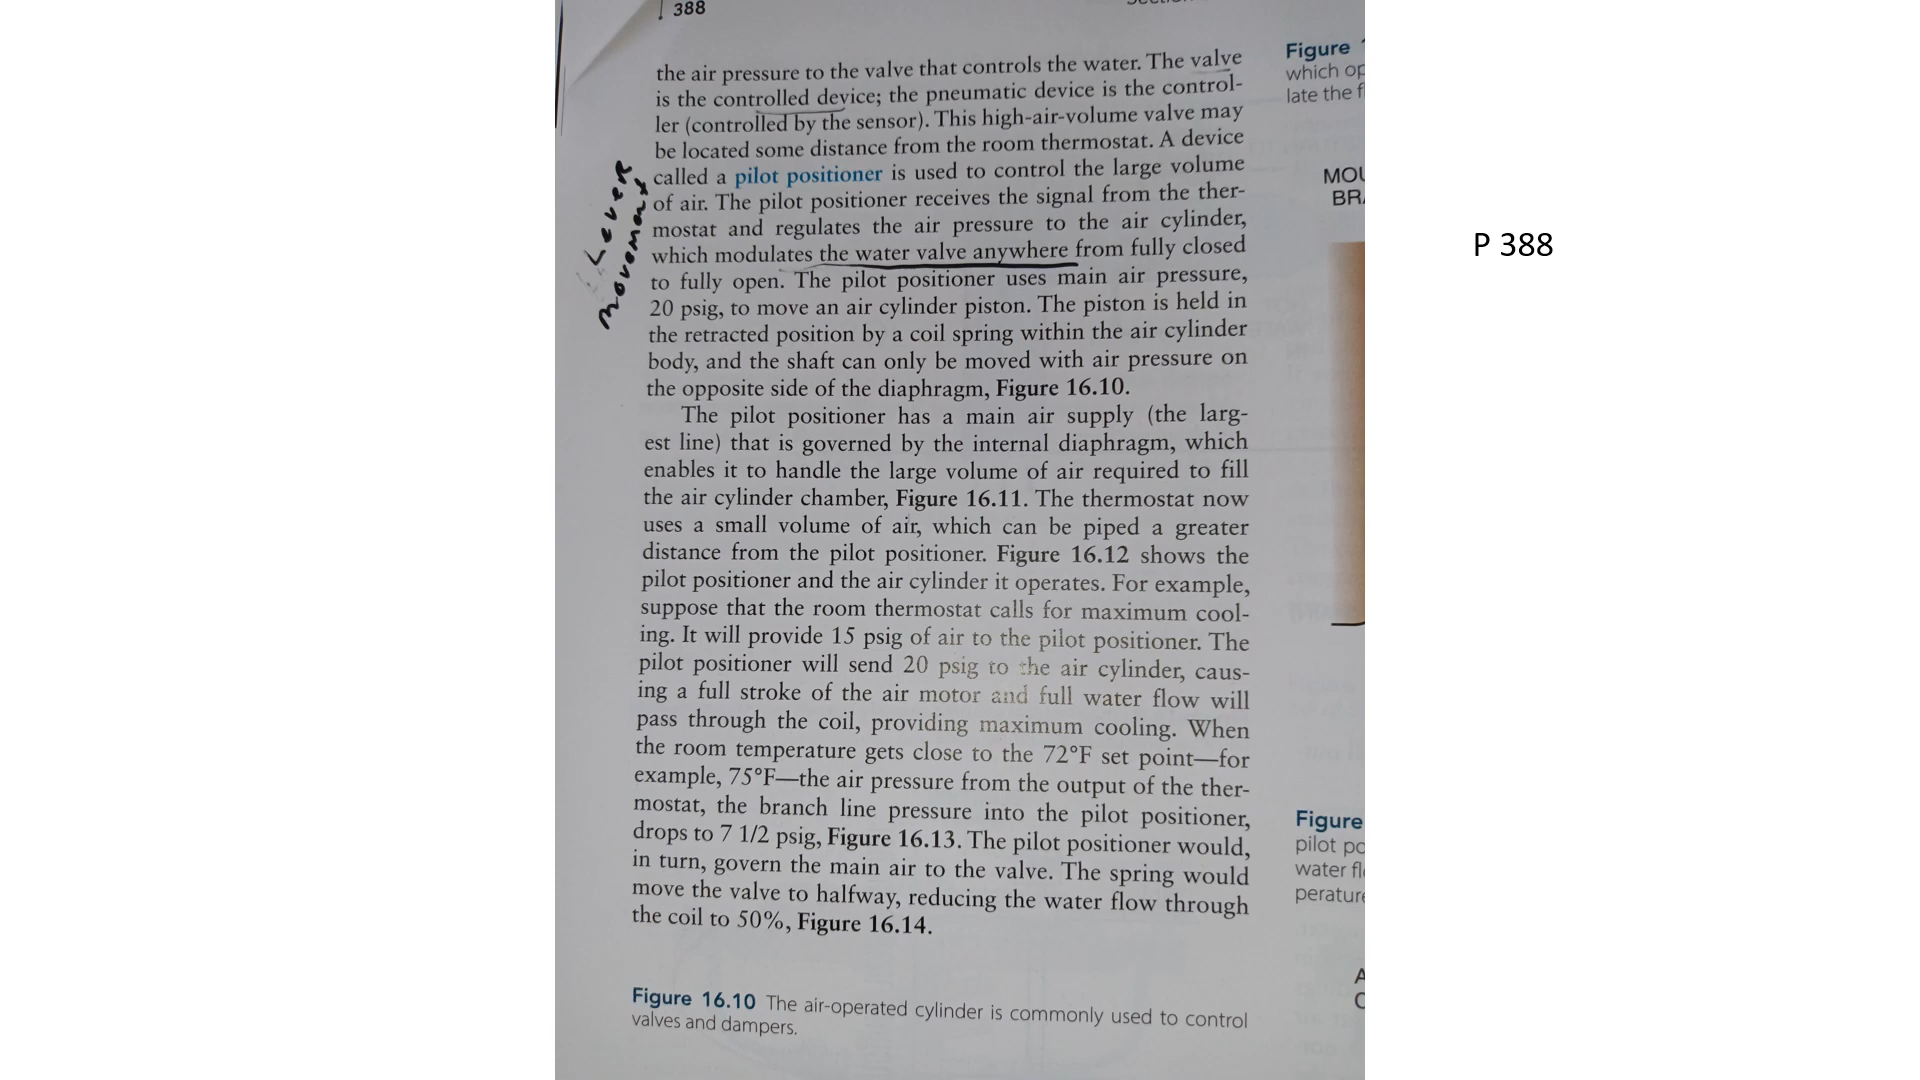 388
the air pressure to the valve that controls the water. The valve
is the controlled device; the pneumatic device is the control-
ler (controlled by the sensor). This high-air-volume valve may
be located some distance from the room thermostat. A device
called a pilot positioner is used to control the large volume
of air. The pilot positioner receives the signal from the ther-
mostat and regulates the air pressure to the air cylinder,
which modulates the water valve anywhere from fully closed
to fully open. The pilot positioner uses main air pressure,
20 psig, to move an air cylinder piston. The piston is held in
the retracted position by a coil spring within the air cylinder
body, and the shaft can only be moved with air pressure on
the opposite side of the diaphragm, Figure 16.10.
The pilot positioner has a main air supply (the larg-
est line) that is governed by the internal diaphragm, which
enables it to handle the large volume of air required to fill
the air cylinder chamber, Figure 16.11. The thermostat now
uses a small volume of air, which can be piped a greater
distance from the pilot positioner. Figure 16.12 shows the
pilot positioner and the air cylinder it operates. For example,
suppose that the room thermostat calls for maximum cool-
ing. It will provide 15 psig of air to the pilot positioner. The
pilot positioner will send 20 psig to the air cylinder, caus-
ing a full stroke of the air motor and full water flow will
pass through the coil, providing maximum cooling. When
the room temperature gets close to the 72°F set point—for
example, 75°F—the air pressure from the output of the ther-
mostat, the branch line pressure into the pilot positioner,
drops to 7 1/2 psig, Figure 16.13. The pilot positioner would,
in turn, govern the main air to the valve. The spring would
move the valve to halfway, reducing the water flow through
the coil to 50%, Figure 16.14.
Figure 16.10 The air-operated cylinder is commonly used to control
valves and dampers.
Lever
movement
Figure
which op
late the f
MOU
BRA
Figure
pilot po
water fl
perature
P 388